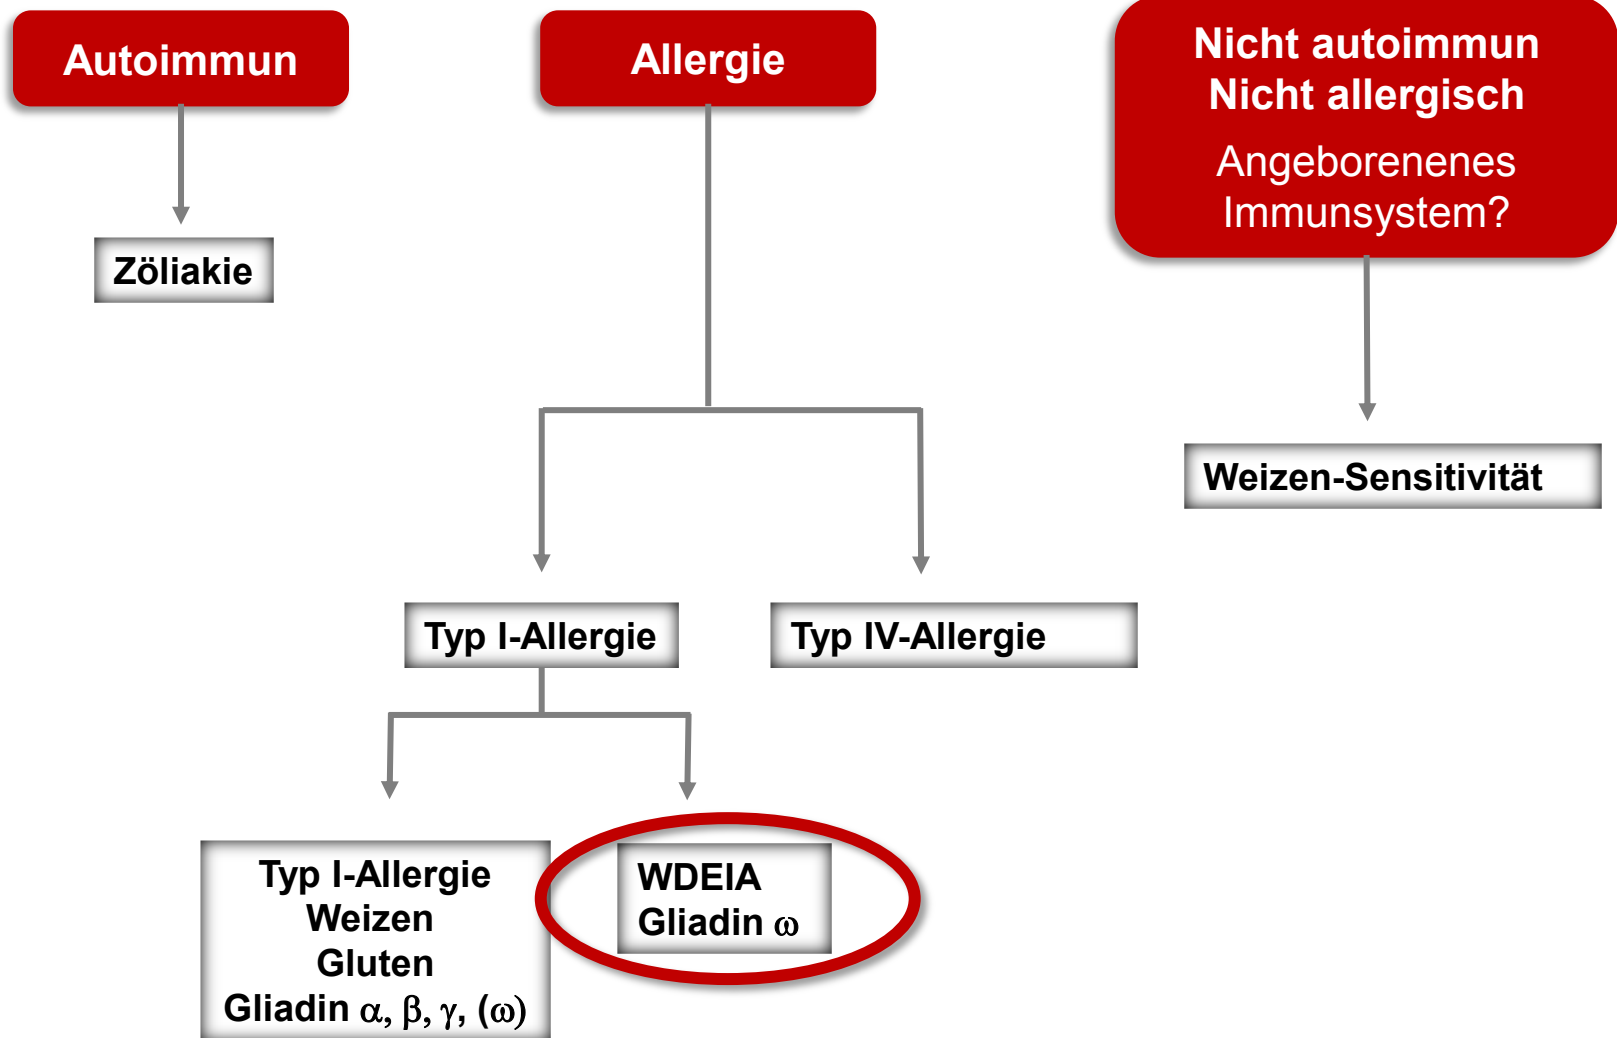 Autoimmun
Allergie
Nicht autoimmun
Nicht allergisch
Angeborenenes
Immunsystem?
Zöliakie
Weizen-Sensitivität
Typ I-Allergie
Typ IV-Allergie
Typ I-Allergie
Weizen
Gluten
Gliadin α, β, γ, (ω)
WDEIA
Gliadin ω